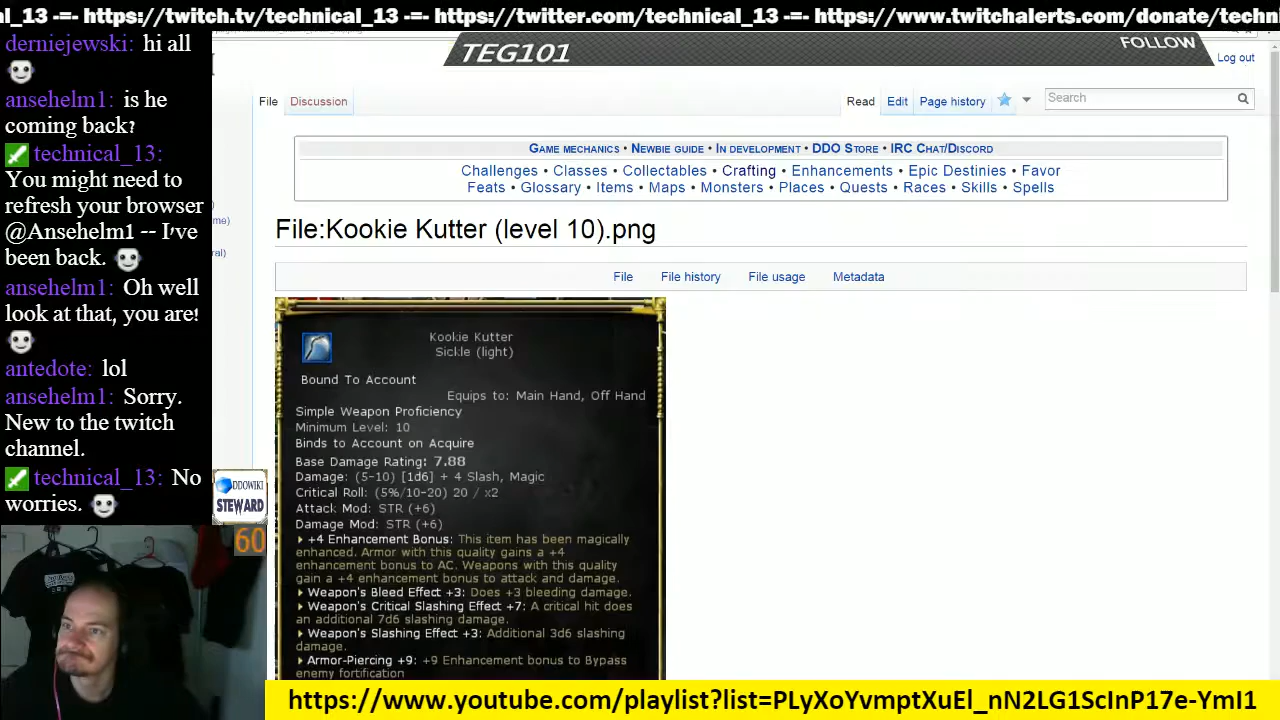 al_13 -=- https://twitch.tv/technical_13 -=- https://twitter.com/technical_13 -=- https://www.twitchalerts.com/donate/techni
derniejewski: hi all
ansehelm1: is he
coming back?
technical_13:
You might need to
refresh your browser
@Ansehelm1 -- I've
been back.
ansehelm1: Oh well
look at that, you are!
antedote: lol
ansehelm1: Sorry.
New to the twitch
channel.
technical_13: No
worries.
DDOWIKI
STEWARD
60
TEG101
FOLLOW
Log out
File
Discussion
Read
Edit
Page history
Search
me)
ral)
Game mechanics • Newbie guide • In development • DDO Store • IRC Chat/Discord
Challenges • Classes • Collectables • Crafting • Enhancements • Epic Destinies • Favor
Feats • Glossary • Items • Maps • Monsters • Places • Quests • Races • Skills • Spells
File:Kookie Kutter (level 10).png
File
File history
File usage
Metadata
Kookie Kutter
Sickle (light)
Bound To Account
Equips to: Main Hand, Off Hand
Simple Weapon Proficiency
Minimum Level: 10
Binds to Account on Acquire
Base Damage Rating: 7.88
Damage: (5-10) [1d6] + 4 Slash, Magic
Critical Roll: (5%/10-20) 20 / x2
Attack Mod: STR (+6)
Damage Mod: STR (+6)
+4 Enhancement Bonus: This item has been magically
enhanced. Armor with this quality gains a +4
enhancement bonus to AC. Weapons with this quality
gain a +4 enhancement bonus to attack and damage.
Weapon's Bleed Effect +3: Does +3 bleeding damage.
Weapon's Critical Slashing Effect +7: A critical hit does
an additional 7d6 slashing damage.
Weapon's Slashing Effect +3: Additional 3d6 slashing
damage.
Armor-Piercing +9: +9 Enhancement bonus to Bypass
enemy fortification
https://www.youtube.com/playlist?list=PLyXoYvmptXuEl_nN2LG1ScInP17e-YmI1